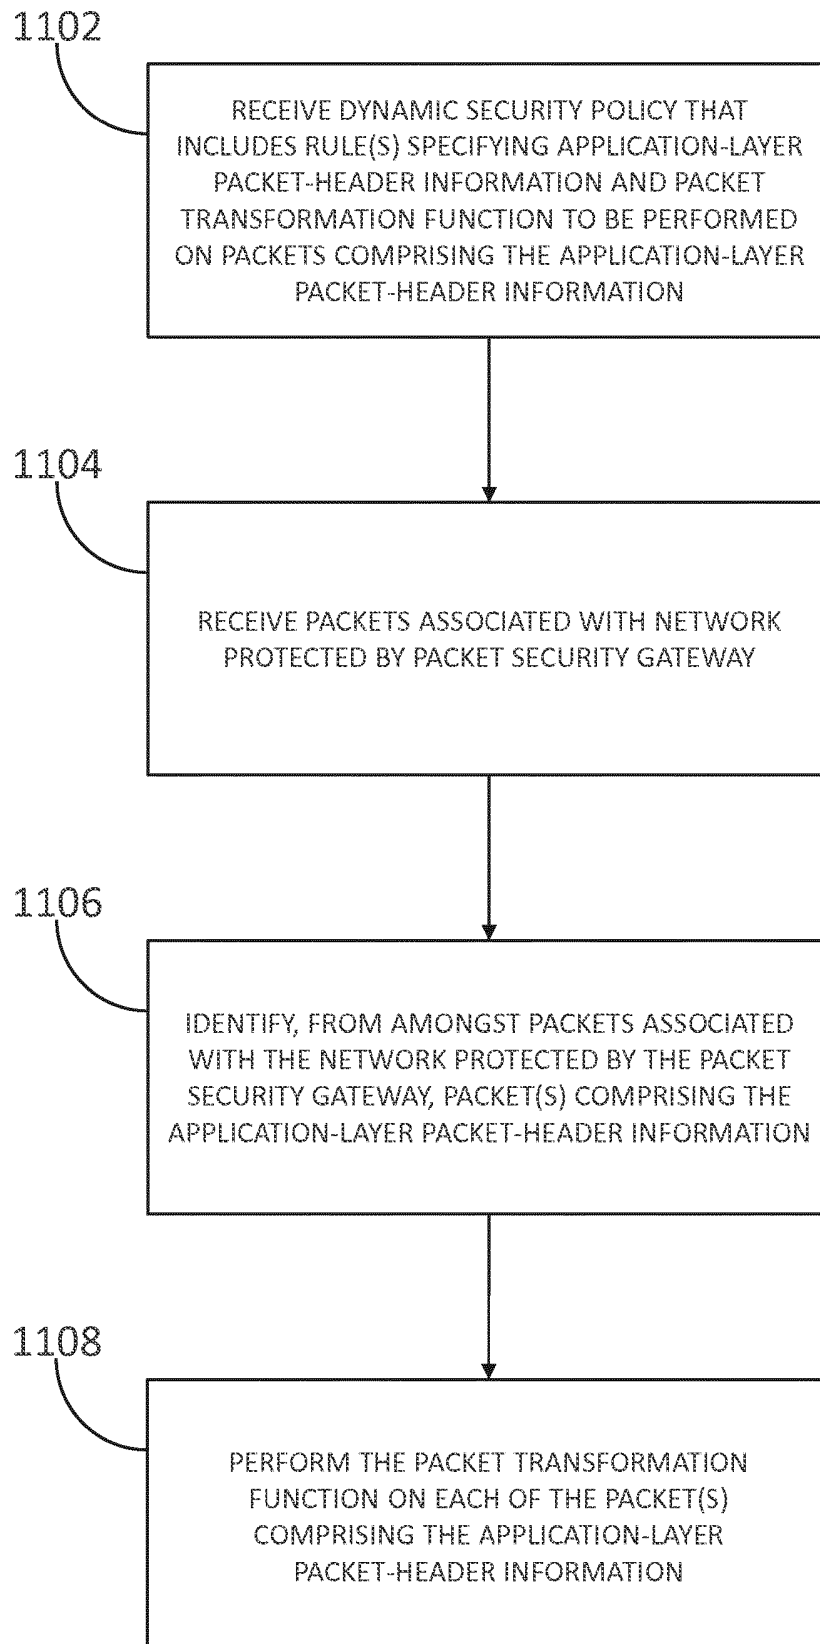 1102
RECEIVE DYNAMIC SECURITY POLICY THAT
INCLUDES RULE(S) SPECIFYING APPLICATION-LAYER
PACKET-HEADER INFORMATION AND PACKET
TRANSFORMATION FUNCTION TO BE PERFORMED
ON PACKETS COMPRISING THE APPLICATION-LAYER
PACKET-HEADER INFORMATION
1104
RECEIVE PACKETS ASSOCIATED WITH NETWORK
PROTECTED BY PACKET SECURITY GATEWAY
1106
IDENTIFY, FROM AMONGST PACKETS ASSOCIATED
WITH THE NETWORK PROTECTED BY THE PACKET
SECURITY GATEWAY, PACKET(S) COMPRISING THE
APPLICATION-LAYER PACKET-HEADER INFORMATION
1108
PERFORM THE PACKET TRANSFORMATION
FUNCTION ON EACH OF THE PACKET(S)
COMPRISING THE APPLICATION-LAYER
PACKET-HEADER INFORMATION